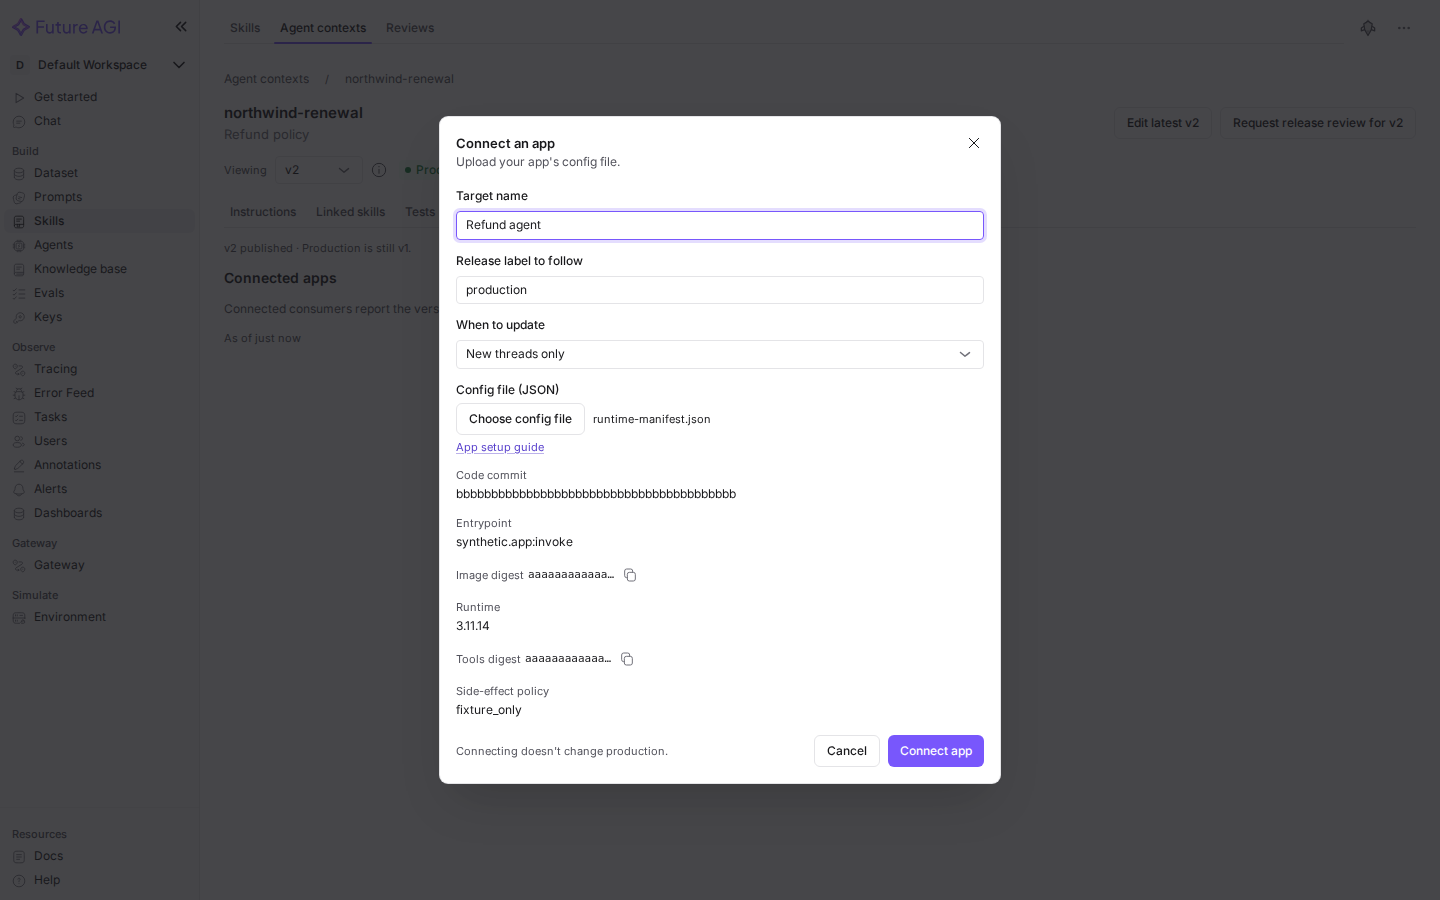 Future AGI
D Default Workspace
Get started
Chat
Build
Dataset
Prompts
Skills
Agents
Knowledge base
Evals
Keys
Observe
Tracing
Error Feed
Tasks
Users
Annotations
Alerts
Dashboards
Gateway
Gateway
Simulate
Environment
Resources
Docs
Help
Skills Agent contexts Reviews
Agent contexts / northwind-renewal
northwind-renewal
Refund policy
Edit latest v2 Request release review for v2
Viewing v2
Instructions Linked skills Tests
v2 published · Production is still v1.
Connected apps
Connected consumers report the
As of just now
Connect an app
Upload your app's config file.
Target name
Refund agent
Release label to follow
production
When to update
New threads only
Config file (JSON)
Choose config file runtime-manifest.json
App setup guide
Code commit
bbbbbbbbbbbbbbbbbbbbbbbbbbbbbbbbbbbbbbbb
Entrypoint
synthetic.app:invoke
Image digest aaaaaaaaaaaa…
Runtime
3.11.14
Tools digest aaaaaaaaaaaa…
Side-effect policy
fixture_only
Connecting doesn't change production.
Cancel Connect app